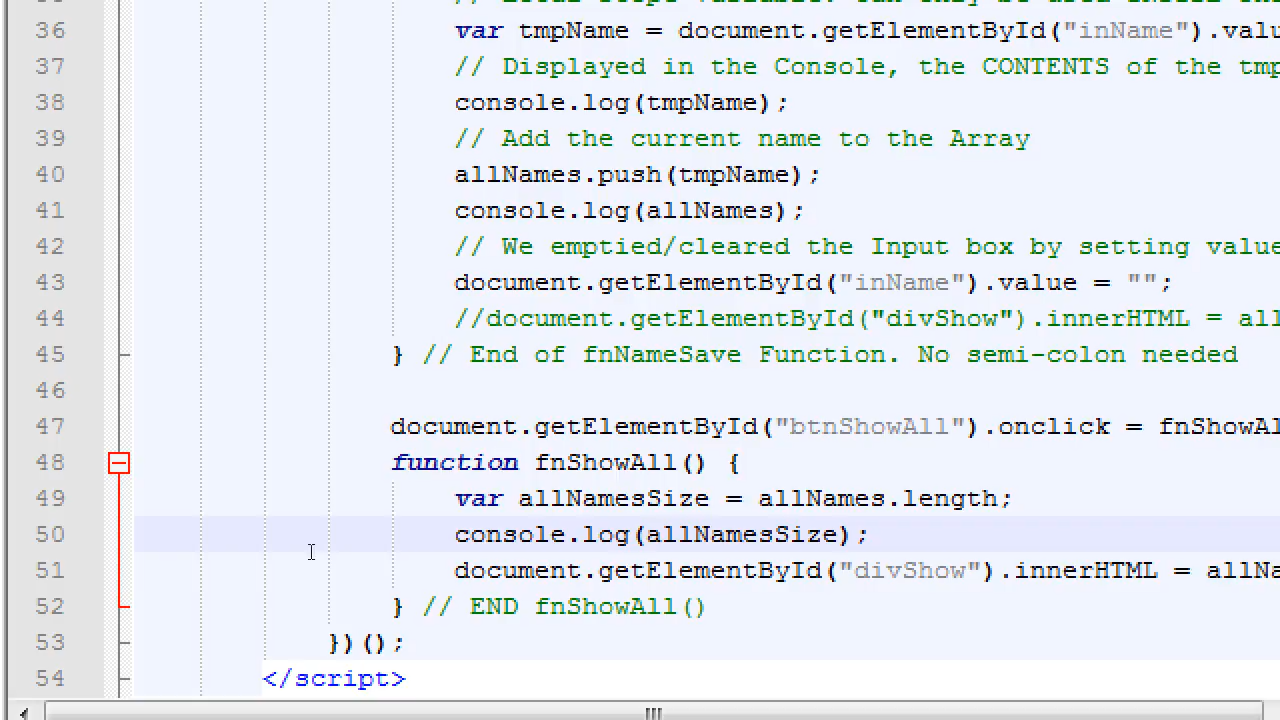 36 var tmpName = document.getElementById("inName").valu
37 // Displayed in the Console, the CONTENTS of the tmp
38 console.log(tmpName);
39 // Add the current name to the Array
40 allNames.push(tmpName);
41 console.log(allNames);
42 // We emptied/cleared the Input box by setting value
43 document.getElementById("inName").value = "";
44 //document.getElementById("divShow").innerHTML = all
45 } // End of fnNameSave Function. No semi-colon needed
46
47 document.getElementById("btnShowAll").onclick = fnShowAl
48 function fnShowAll() {
49 var allNamesSize = allNames.length;
50 console.log(allNamesSize);
51 document.getElementById("divShow").innerHTML = allNa
52 } // END fnShowAll()
53 })();
54 </script>